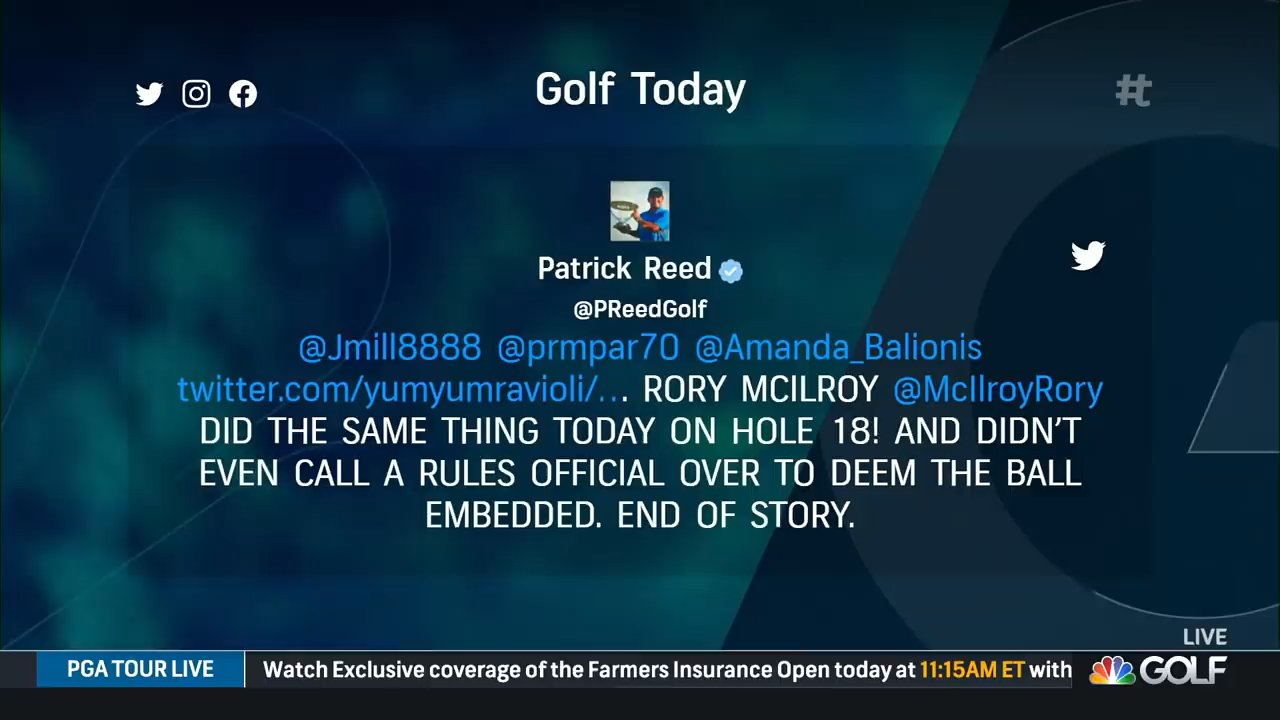 Golf Today
Patrick Reed
@PReedGolf
@Jmill8888 @prmpar70 @Amanda_Balionis
twitter.com/yumyumravioli/... RORY MCILROY @McIlroyRory
DID THE SAME THING TODAY ON HOLE 18! AND DIDN'T
EVEN CALL A RULES OFFICIAL OVER TO DEEM THE BALL
EMBEDDED. END OF STORY.
LIVE
PGA TOUR LIVE Watch Exclusive coverage of the Farmers Insurance Open today at 11:15AM ET with GOLF